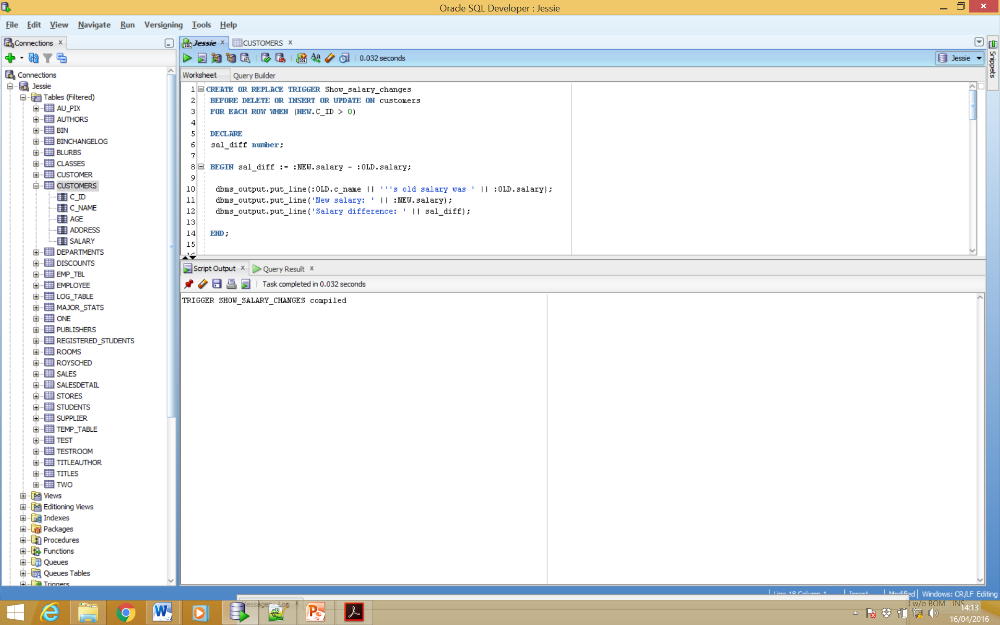 Oracle SQL Developer : Jessie
File Edit View Navigate Run Versioning Tools Help
Connections
Jessie
CUSTOMERS
0.032 seconds
Jessie
Snippets
Worksheet
Query Builder
Connections
Jessie
Tables (Filtered)
AU_PIX
AUTHORS
BIN
BINCHANGELOG
BLURBS
CLASSES
CUSTOMER
CUSTOMERS
C_ID
C_NAME
AGE
ADDRESS
SALARY
DEPARTMENTS
DISCOUNTS
EMP_TBL
EMPLOYEE
LOG_TABLE
MAJOR_STATS
ONE
PUBLISHERS
REGISTERED_STUDENTS
ROOMS
ROYSCHED
SALES
SALESDETAIL
STORES
STUDENTS
SUPPLIER
TEMP_TABLE
TEST
TESTROOM
TITLEAUTHOR
TITLES
TWO
Views
Editioning Views
Indexes
Packages
Procedures
Functions
Queues
Queues Tables
Triggers
1 CREATE OR REPLACE TRIGGER Show_salary_changes
2 BEFORE DELETE OR INSERT OR UPDATE ON customers
3 FOR EACH ROW WHEN (NEW.C_ID > 0)
4
5 DECLARE
6 sal_diff number;
7
8 BEGIN sal_diff := :NEW.salary - :OLD.salary;
9
10 dbms_output.put_line(:OLD.c_name || '''s old salary was ' || :OLD.salary);
11 dbms_output.put_line('New salary: ' || :NEW.salary);
12 dbms_output.put_line('Salary difference: ' || sal_diff);
13
14 END;
15
Script Output
Query Result
Task completed in 0.032 seconds
TRIGGER SHOW_SALARY_CHANGES compiled
Line 18 Column 1 Insert Modified Windows: CR/LF Editing
Messages - Log
w/o BOM INS
14:13
16/04/2016